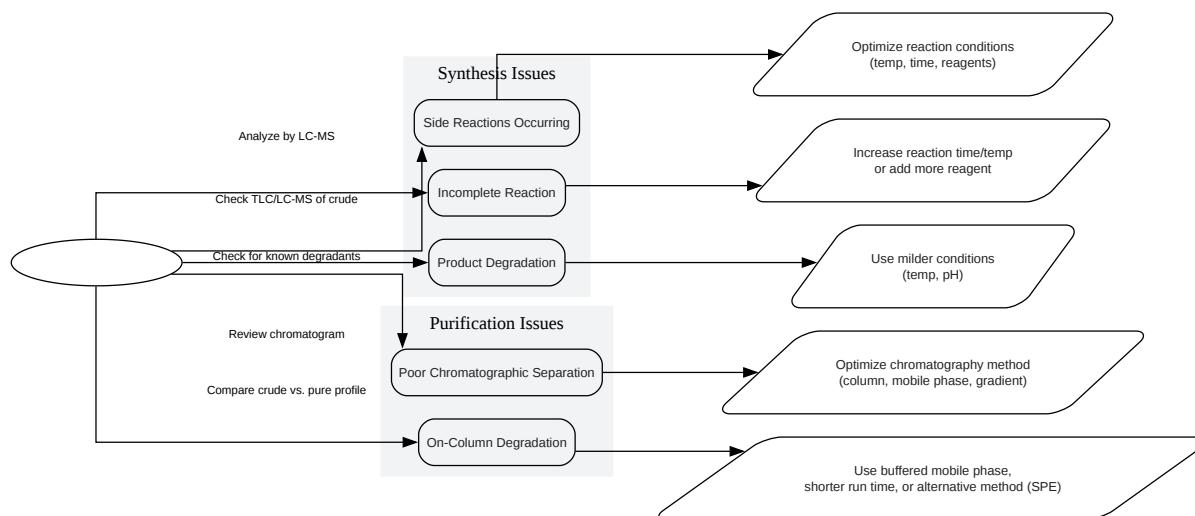 Synthesis Issues
Side Reactions Occurring
Incomplete Reaction
Product Degradation
Purification Issues
Poor Chromatographic Separation
On-Column Degradation
Analyze by LC-MS
Check TLC/LC-MS of crude
Check for known degradants
Review chromatogram
Compare crude vs. pure profile
Optimize reaction conditions
(temp, time, reagents)
Increase reaction time/temp
or add more reagent
Use milder conditions
(temp, pH)
Optimize chromatography method
(column, mobile phase, gradient)
Use buffered mobile phase,
shorter run time, or alternative method (SPE)